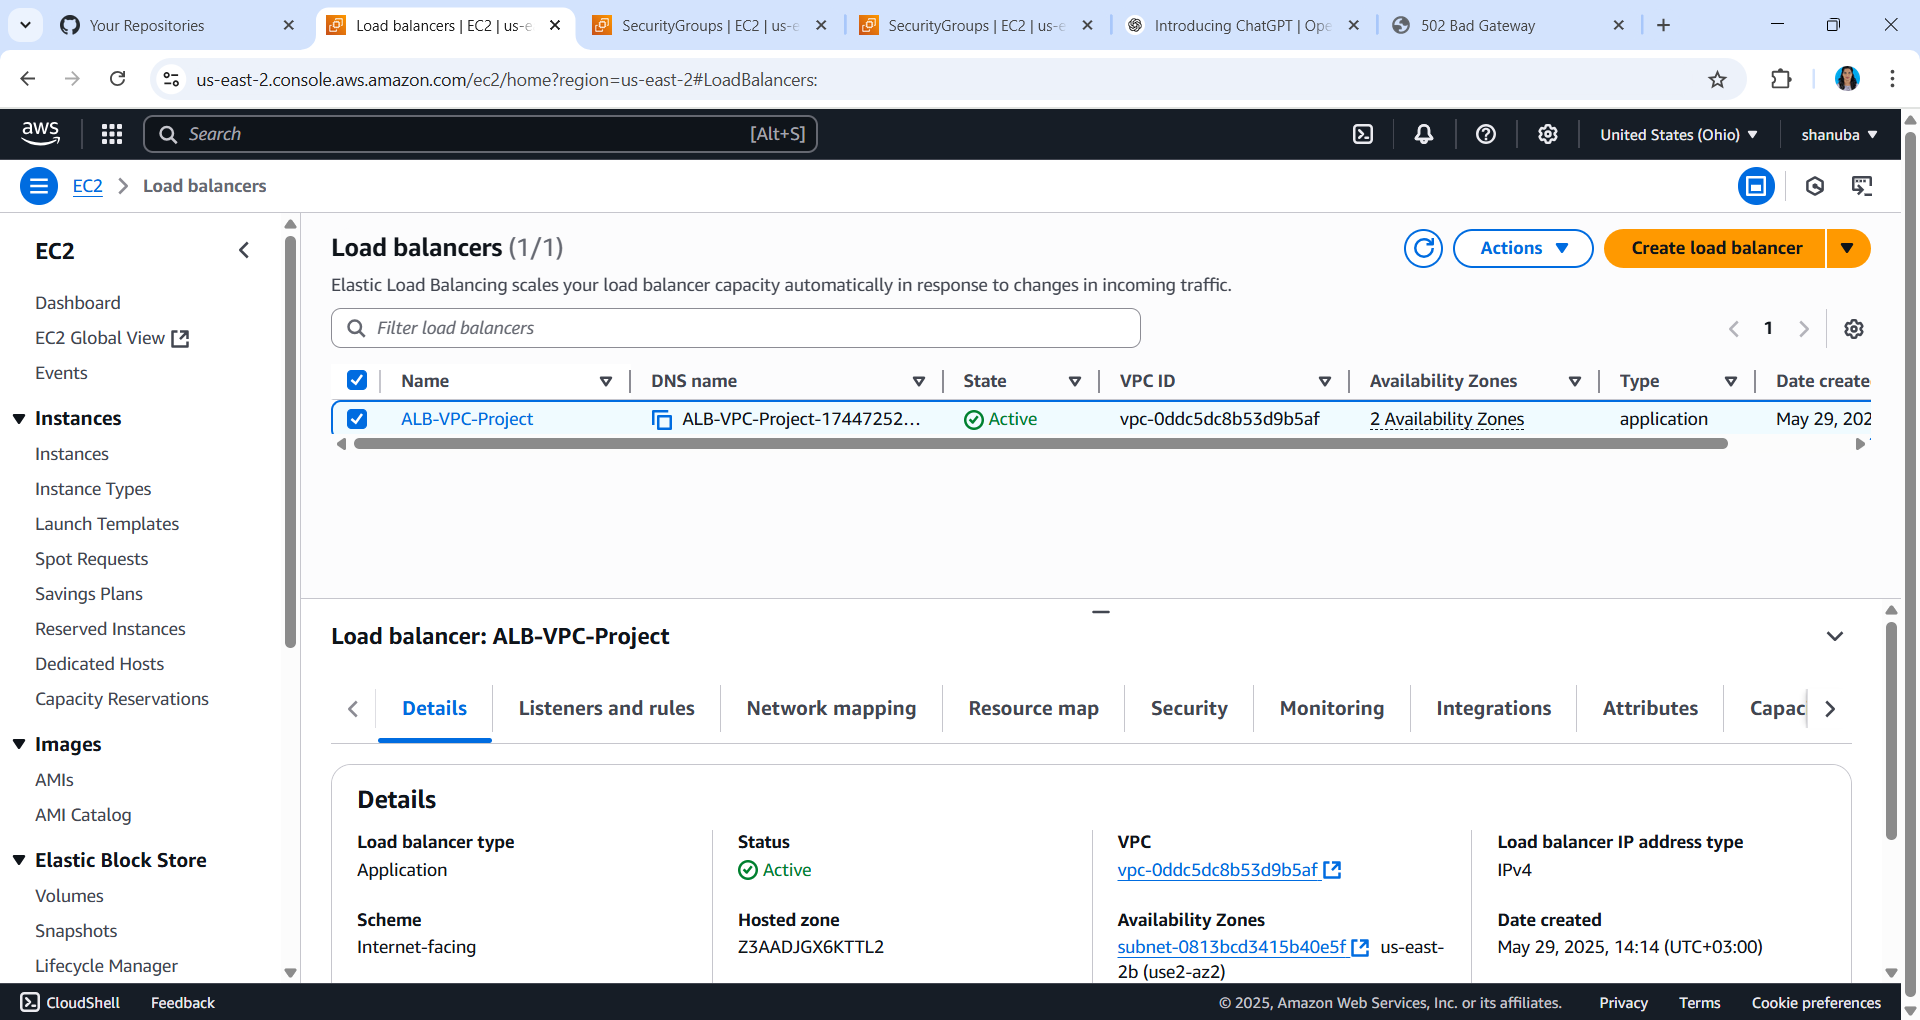 Your Repositories
Load balancers | EC2 | us-e
SecurityGroups | EC2 | us-e
SecurityGroups | EC2 | us-e
Introducing ChatGPT | Ope
502 Bad Gateway
us-east-2.console.aws.amazon.com/ec2/home?region=us-east-2#LoadBalancers:
aws
Search
[Alt+S]
United States (Ohio)
shanuba
EC2
Load balancers
EC2
Dashboard
EC2 Global View
Events
Instances
Instances
Instance Types
Launch Templates
Spot Requests
Savings Plans
Reserved Instances
Dedicated Hosts
Capacity Reservations
Images
AMIs
AMI Catalog
Elastic Block Store
Volumes
Snapshots
Lifecycle Manager
Load balancers (1/1)
Actions
Create load balancer
Elastic Load Balancing scales your load balancer capacity automatically in response to changes in incoming traffic.
Filter load balancers
1
Name DNS name State VPC ID Availability Zones Type Date create
ALB-VPC-Project ALB-VPC-Project-17447252... Active vpc-0ddc5dc8b53d9b5af 2 Availability Zones application May 29, 202
Load balancer: ALB-VPC-Project
Details Listeners and rules Network mapping Resource map Security Monitoring Integrations Attributes Capac
Details
Load balancer type
Application
Status
Active
VPC
vpc-0ddc5dc8b53d9b5af
Load balancer IP address type
IPv4
Scheme
Internet-facing
Hosted zone
Z3AADJGX6KTTL2
Availability Zones
subnet-0813bcd3415b40e5f us-east-
2b (use2-az2)
Date created
May 29, 2025, 14:14 (UTC+03:00)
CloudShell
Feedback
© 2025, Amazon Web Services, Inc. or its affiliates.
Privacy
Terms
Cookie preferences